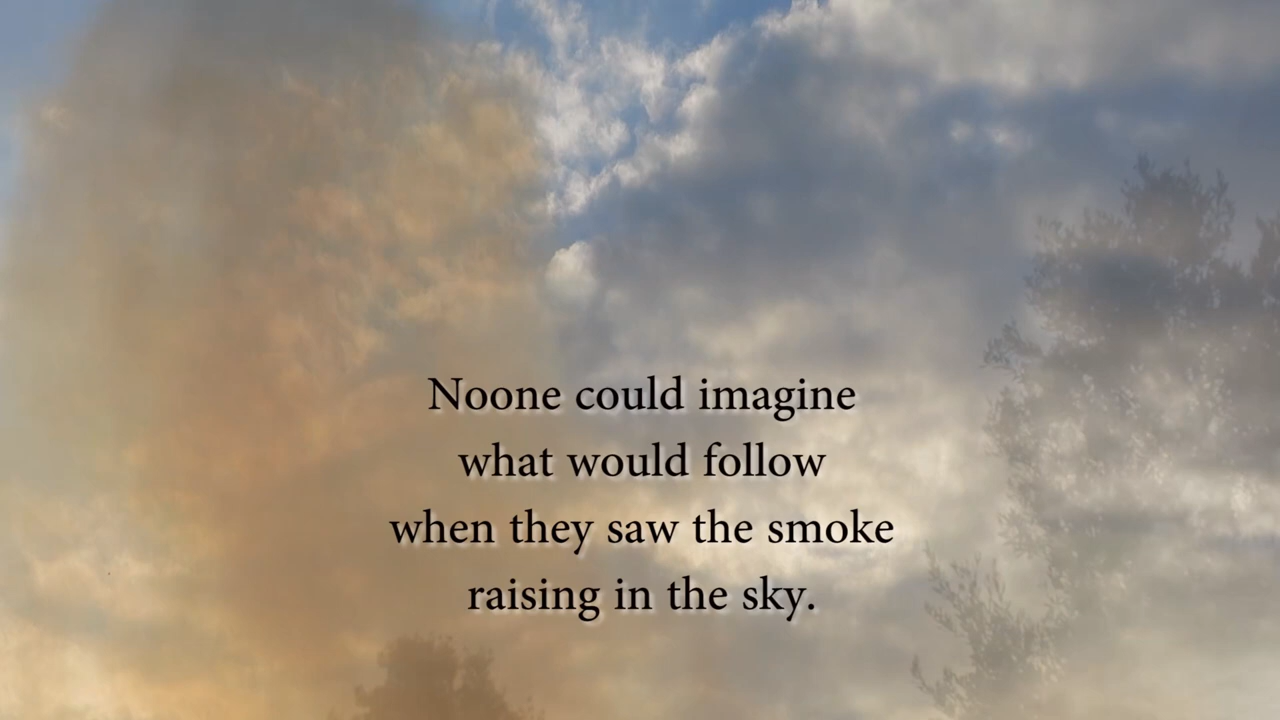 Noone could imagine
what would follow
when they saw the smoke
raising in the sky.